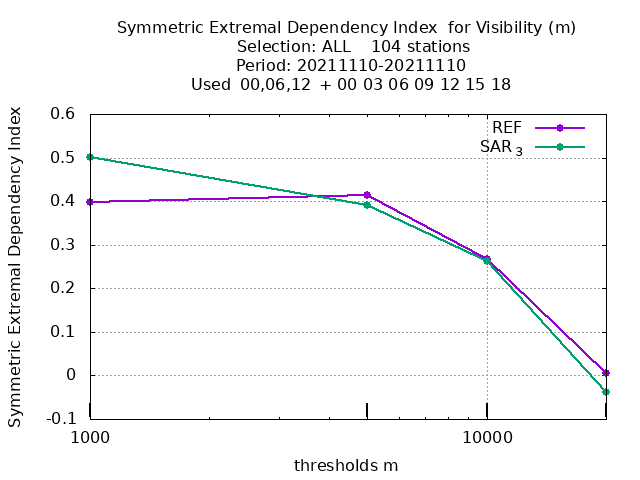 Symmetric Extremal Dependency Index  for Visibility (m)
Selection: ALL    104 stations
Period: 20211110-20211110
Used  00,06,12  + 00 03 06 09 12 15 18
REF
SAR 3
Symmetric Extremal Dependency Index
0.6
0.5
0.4
0.3
0.2
0.1
0
-0.1
1000
10000
thresholds m